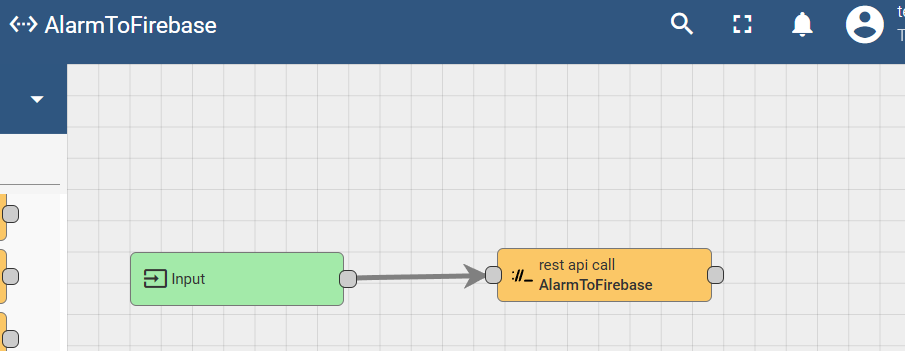 AlarmToFirebase
Input
rest api call
AlarmToFirebase